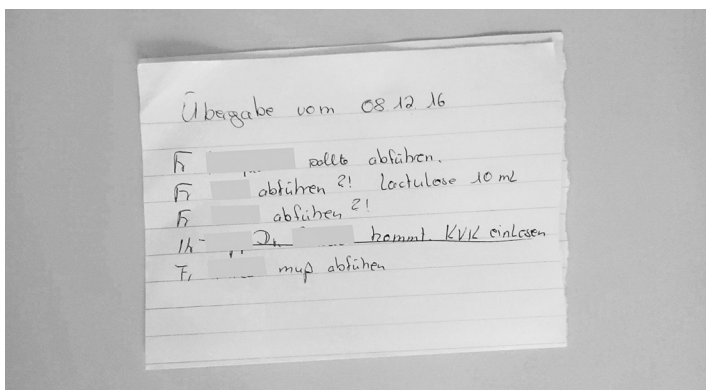 Übergabe vom 08 12 16
Fr. sollte abführen.
Fr. abführen ?! Lactulose 10 ml
Fr. abführen ?!
Dr. kommt. KVK einlesen
Fr. muß abführen